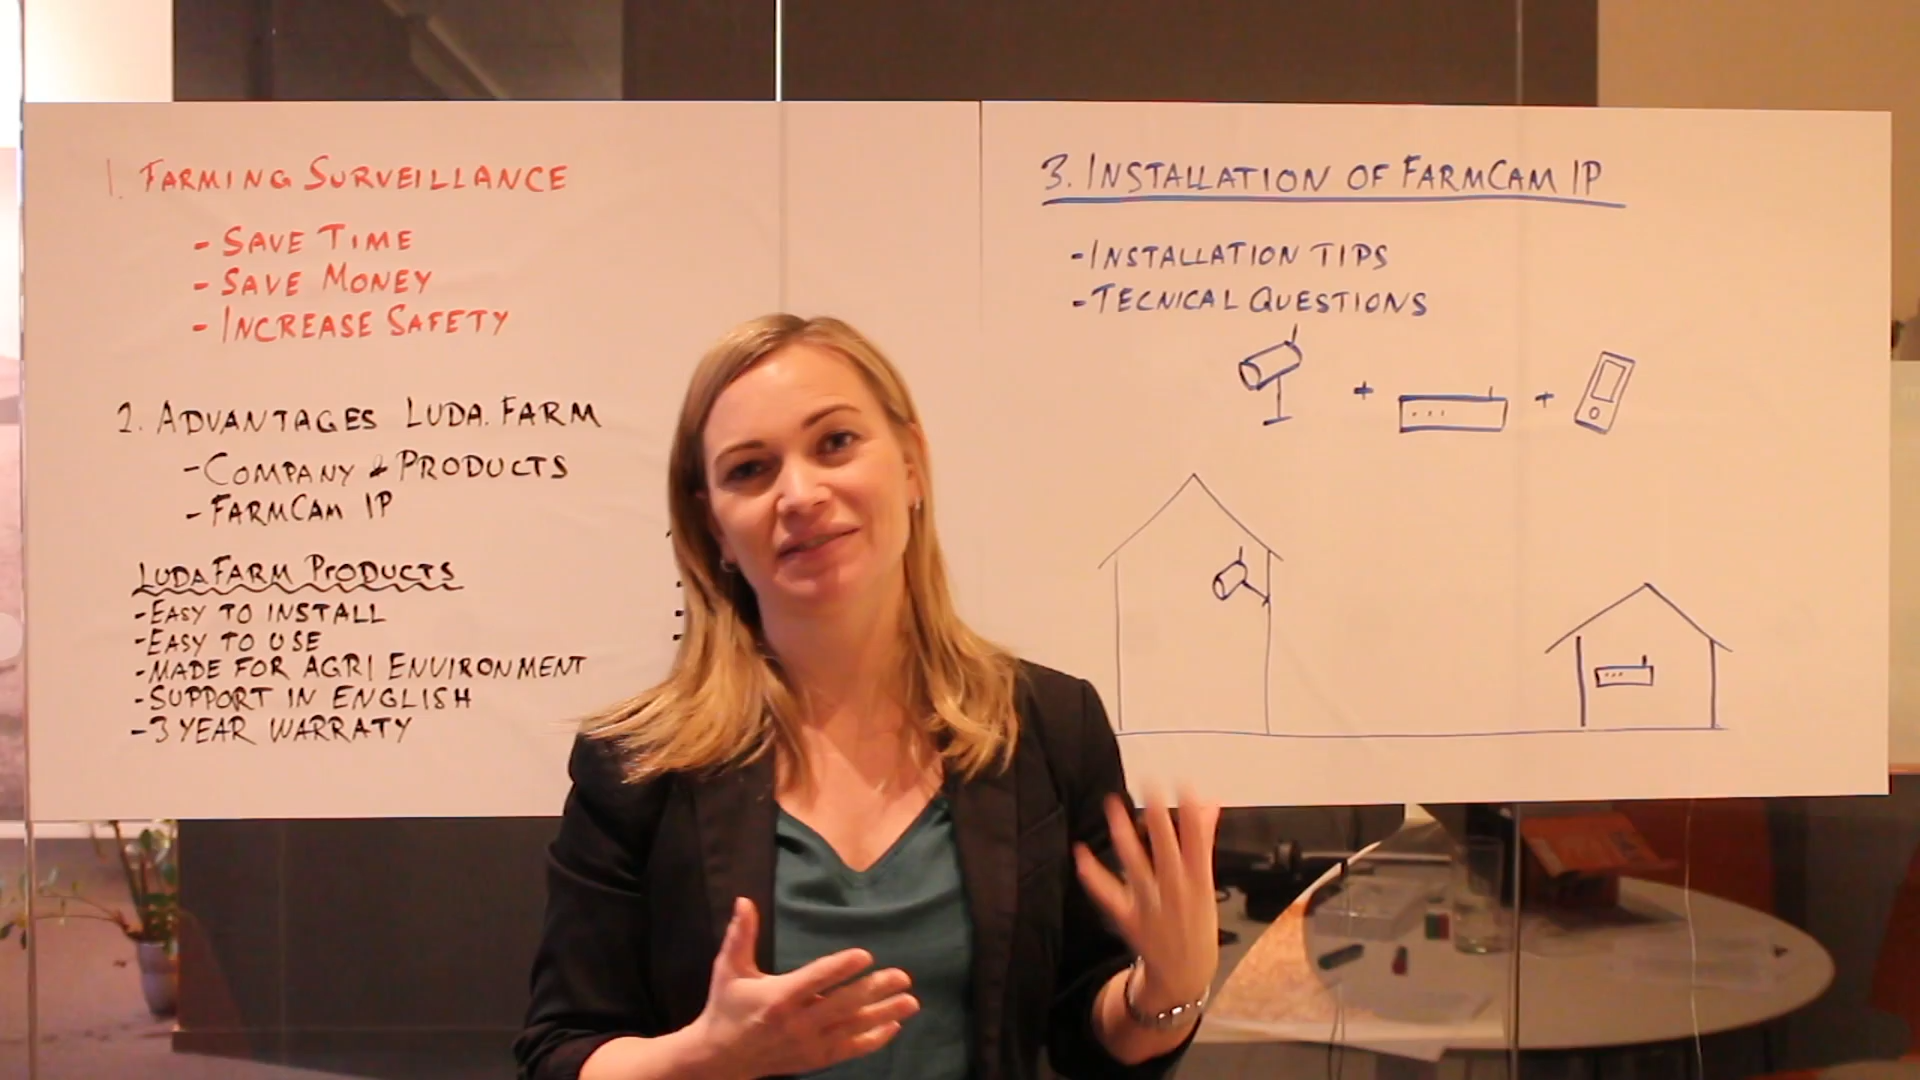 1. FARMING SURVEILLANCE
- SAVE TIME
- SAVE MONEY
- INCREASE SAFETY
2. ADVANTAGES LUDA.FARM
- COMPANY & PRODUCTS
- FARMCAM IP
LUDAFARM PRODUCTS
- EASY TO INSTALL
- EASY TO USE
- MADE FOR AGRI ENVIRONMENT
- SUPPORT IN ENGLISH
- 3 YEAR WARRATY
3. INSTALLATION OF FARMCAM IP
- INSTALLATION TIPS
- TECNICAL QUESTIONS
+ +